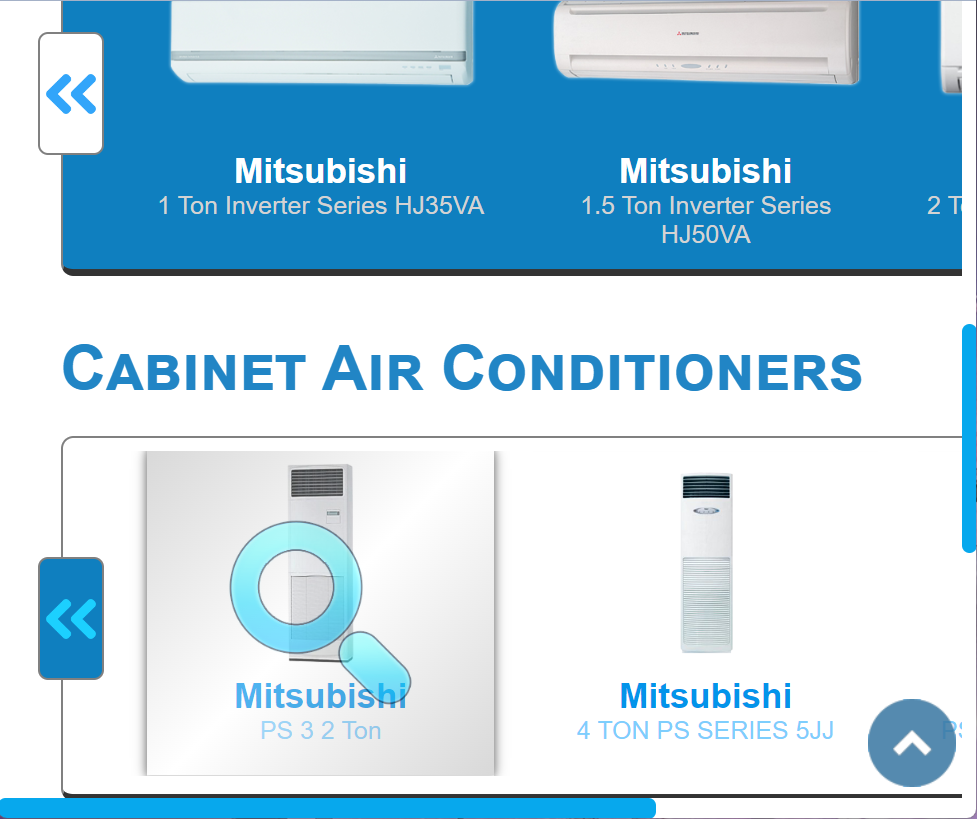 Mitsubishi
1 Ton Inverter Series HJ35VA
Mitsubishi
1.5 Ton Inverter Series
HJ50VA
2 T
CABINET AIR CONDITIONERS
Mitsubishi
PS 3 2 Ton
Mitsubishi
4 TON PS SERIES 5JJ